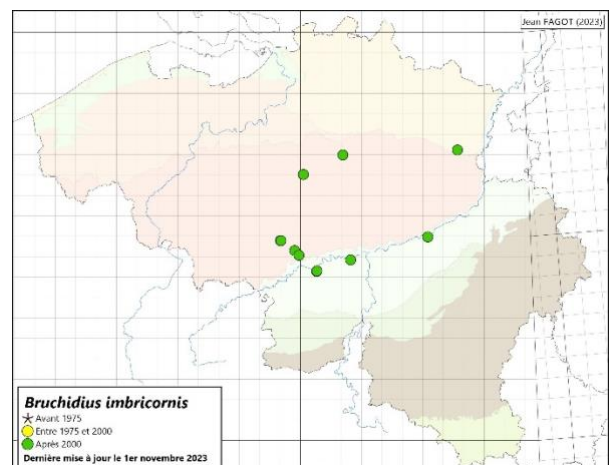 Jean FAGOT (2023)
Bruchidius imbricornis
Avant 1975
Entre 1975 et 2000
Après 2000
Dernière mise à jour le 1er novembre 2023